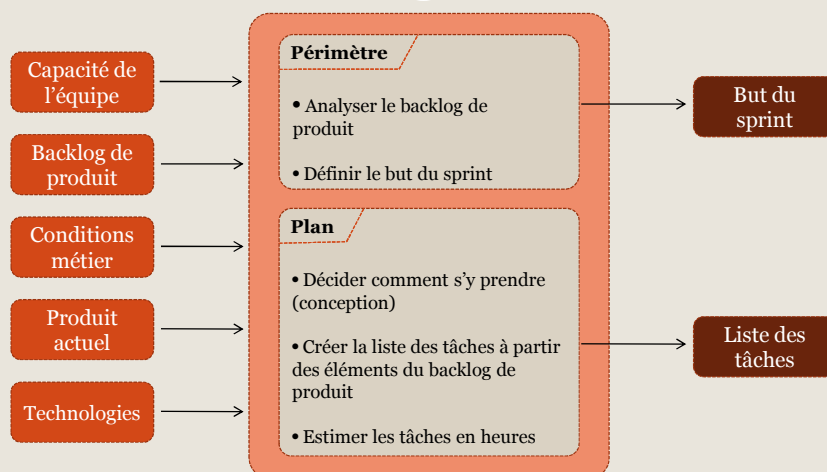 Capacité de
l'équipe
Backlog de
produit
Conditions
métier
Produit
actuel
Technologies
Périmètre
• Analyser le backlog de
produit
• Définir le but du sprint
Plan
• Décider comment s'y prendre
(conception)
• Créer la liste des tâches à partir
des éléments du backlog de
produit
• Estimer les tâches en heures
But du
sprint
Liste des
tâches